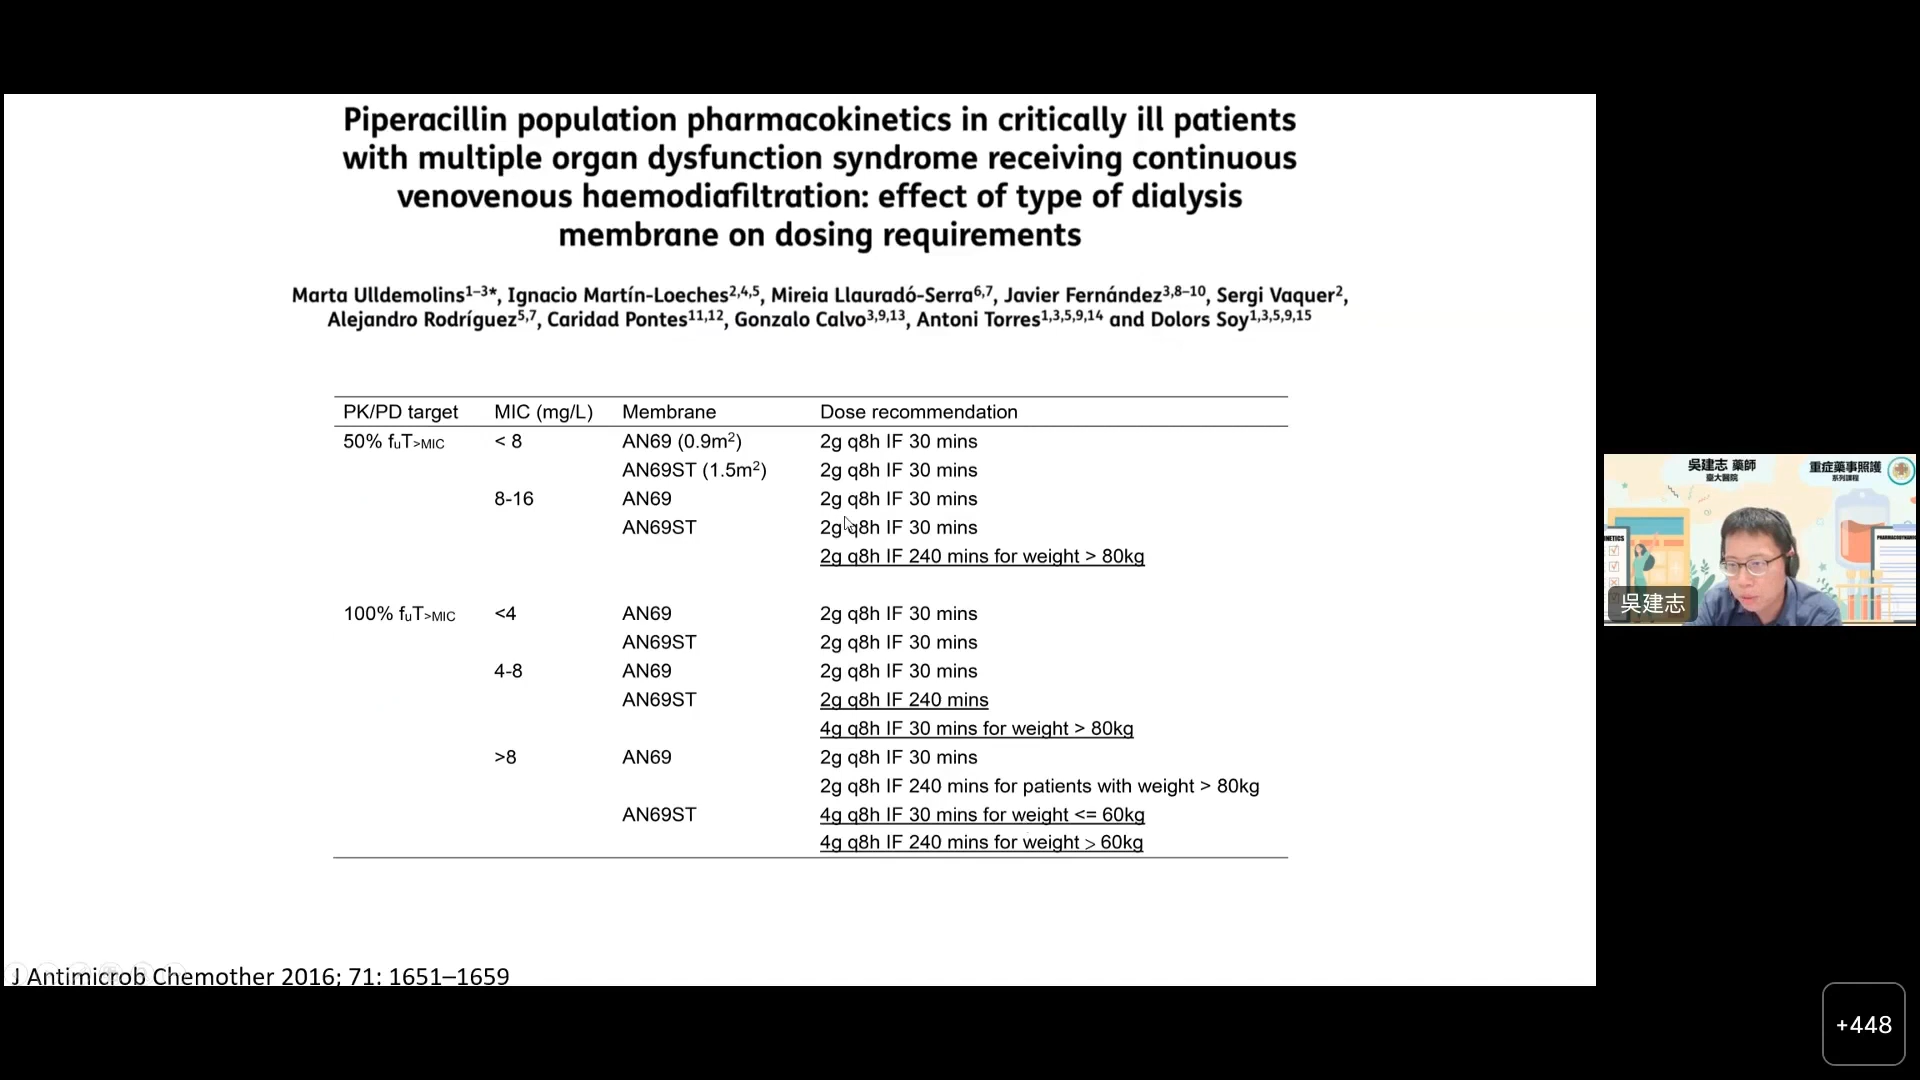 Piperacillin population pharmacokinetics in critically ill patients
with multiple organ dysfunction syndrome receiving continuous
venovenous haemodiafiltration: effect of type of dialysis
membrane on dosing requirements
Marta Ulldemolins1–3*, Ignacio Martín-Loeches2,4,5, Mireia Llauradó-Serra6,7, Javier Fernández3,8–10, Sergi Vaquer2,
Alejandro Rodríguez5,7, Caridad Pontes11,12, Gonzalo Calvo3,9,13, Antoni Torres1,3,5,9,14 and Dolors Soy1,3,5,9,15
PK/PD target MIC (mg/L) Membrane Dose recommendation
50% fuT>MIC < 8 AN69 (0.9m2) 2g q8h IF 30 mins
AN69ST (1.5m2) 2g q8h IF 30 mins
8-16 AN69 2g q8h IF 30 mins
AN69ST 2g q8h IF 30 mins
2g q8h IF 240 mins for weight > 80kg
100% fuT>MIC <4 AN69 2g q8h IF 30 mins
AN69ST 2g q8h IF 30 mins
4-8 AN69 2g q8h IF 30 mins
AN69ST 2g q8h IF 240 mins
4g q8h IF 30 mins for weight > 80kg
>8 AN69 2g q8h IF 30 mins
2g q8h IF 240 mins for patients with weight > 80kg
AN69ST 4g q8h IF 30 mins for weight <= 60kg
4g q8h IF 240 mins for weight > 60kg
J Antimicrob Chemother 2016; 71: 1651–1659
吳建志 藥師
臺大醫院
重症藥事照護
系列課程
吳建志
+448